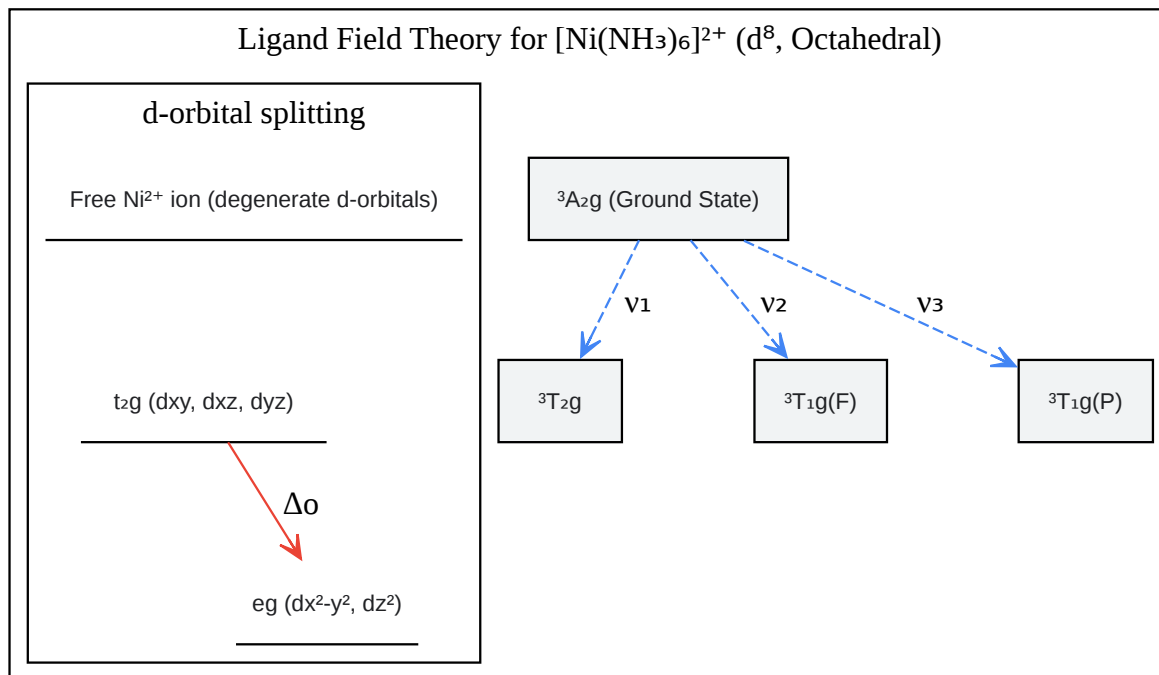 Ligand Field Theory for [Ni(NH₃)₆]²⁺ (d⁸, Octahedral)
d-orbital splitting
Free Ni²⁺ ion (degenerate d-orbitals)
t₂g (dxy, dxz, dyz)
Δo
eg (dx²-y², dz²)
³A₂g (Ground State)
ν₁
ν₂
ν₃
³T₂g
³T₁g(F)
³T₁g(P)